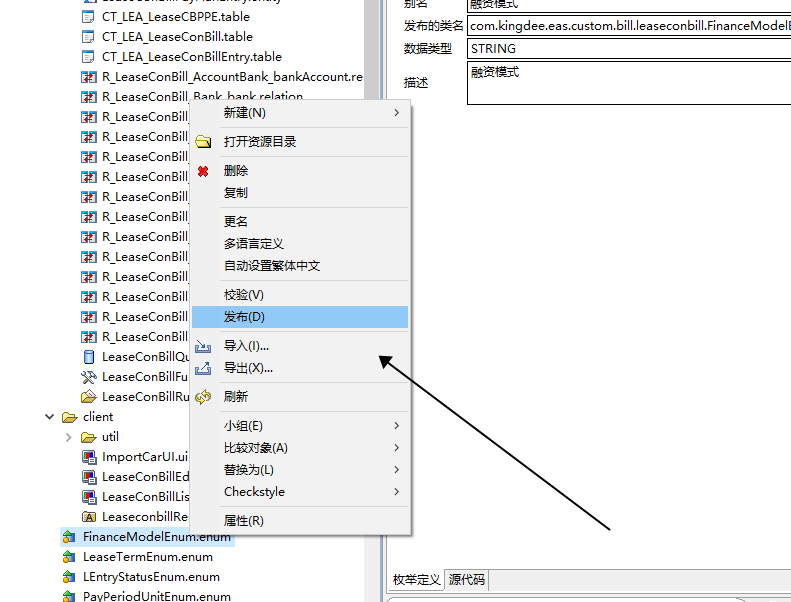 CT_LEA_LeaseCBPPE.table
CT_LEA_LeaseConBill.table
CT_LEA_LeaseConBillEntry.table
R_LeaseConBill_AccountBank_bankAccount.re
R_LeaseConBill_Bank_bank.relation
R_LeaseConBill
R_LeaseConBill
R_LeaseConBill
R_LeaseConBill
R_LeaseConBill
R_LeaseConBill
R_LeaseConBill
R_LeaseConBill
R_LeaseConBill
R_LeaseConBill
R_LeaseConBill
R_LeaseConBill
LeaseConBillQu
LeaseConBillFu
LeaseConBillRu
client
util
ImportCarUI.ui
LeaseConBillEd
LeaseConBillLis
LeaseconbillRe
FinanceModelEnum.enum
LeaseTermEnum.enum
LEntryStatusEnum.enum
PayPeriodUnitEnum.enum
新建(N)
打开资源目录
删除
复制
更名
多语言定义
自动设置繁体中文
校验(V)
发布(D)
导入(I)...
导出(X)...
刷新
小组(E)
比较对象(A)
替换为(L)
Checkstyle
属性(R)
别名 融资模式
发布的类名 com.kingdee.eas.custom.bill.leaseconbill.FinanceModelE
数据类型 STRING
描述 融资模式
枚举定义 源代码